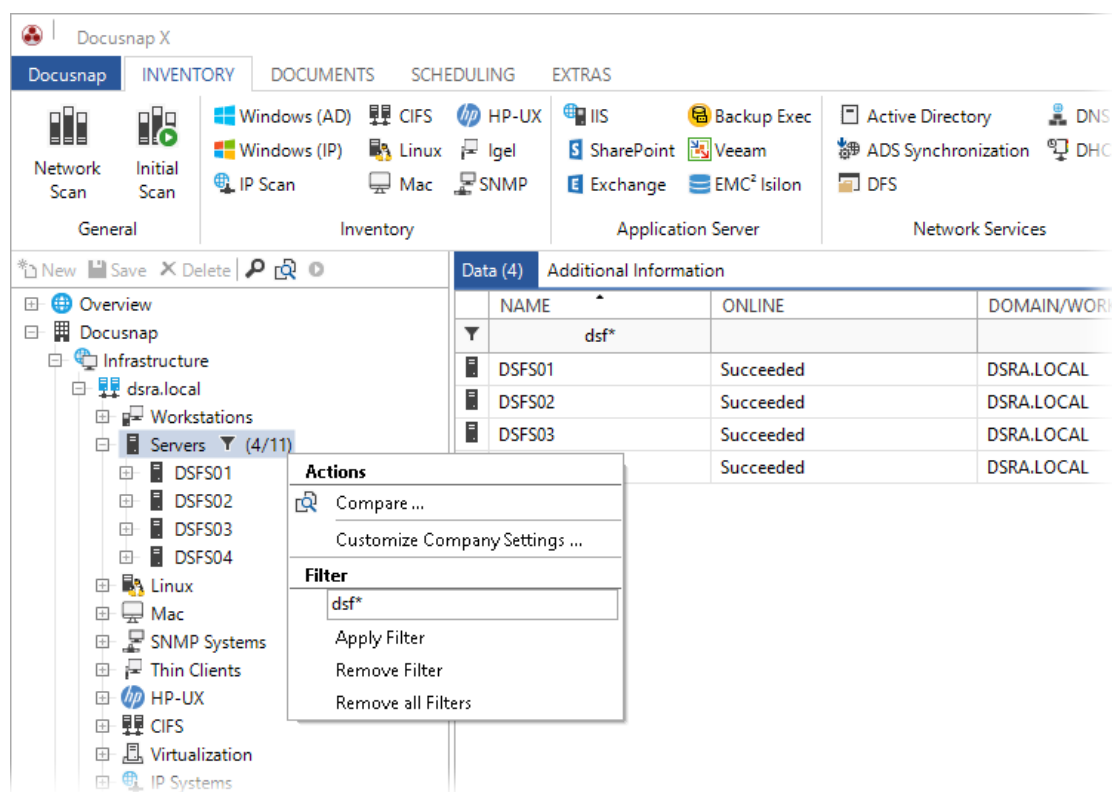 Docusnap X
Docusnap INVENTORY DOCUMENTS SCHEDULING EXTRAS
Network Scan
Initial Scan
General
Windows (AD) CIFS HP-UX
Windows (IP) Linux Igel
IP Scan Mac SNMP
Inventory
IIS Backup Exec
SharePoint Veeam
Exchange EMC² Isilon
Application Server
Active Directory DNS
ADS Synchronization DHC
DFS
Network Services
New Save Delete
Overview
Docusnap
Infrastructure
dsra.local
Workstations
Servers (4/11)
DSFS01
DSFS02
DSFS03
DSFS04
Linux
Mac
SNMP Systems
Thin Clients
HP-UX
CIFS
Virtualization
IP Systems
Actions
Compare ...
Customize Company Settings ...
Filter
dsf*
Apply Filter
Remove Filter
Remove all Filters
Data (4) Additional Information
NAME ONLINE DOMAIN/WOR
dsf*
DSFS01 Succeeded DSRA.LOCAL
DSFS02 Succeeded DSRA.LOCAL
DSFS03 Succeeded DSRA.LOCAL
Succeeded DSRA.LOCAL